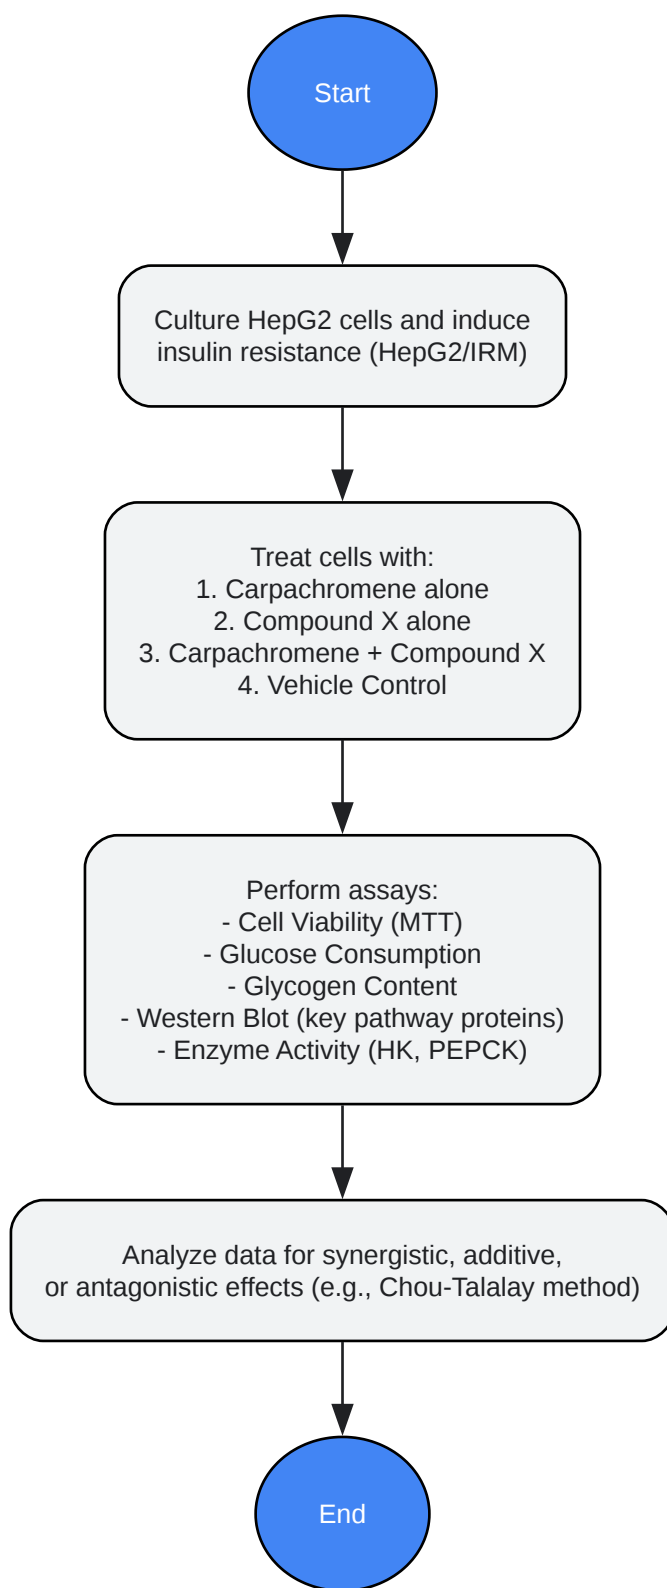 Start
Culture HepG2 cells and induce
insulin resistance (HepG2/IRM)
Treat cells with:
1. Carpachromene alone
2. Compound X alone
3. Carpachromene + Compound X
4. Vehicle Control
Perform assays:
- Cell Viability (MTT)
- Glucose Consumption
- Glycogen Content
- Western Blot (key pathway proteins)
- Enzyme Activity (HK, PEPCK)
Analyze data for synergistic, additive,
or antagonistic effects (e.g., Chou-Talalay method)
End